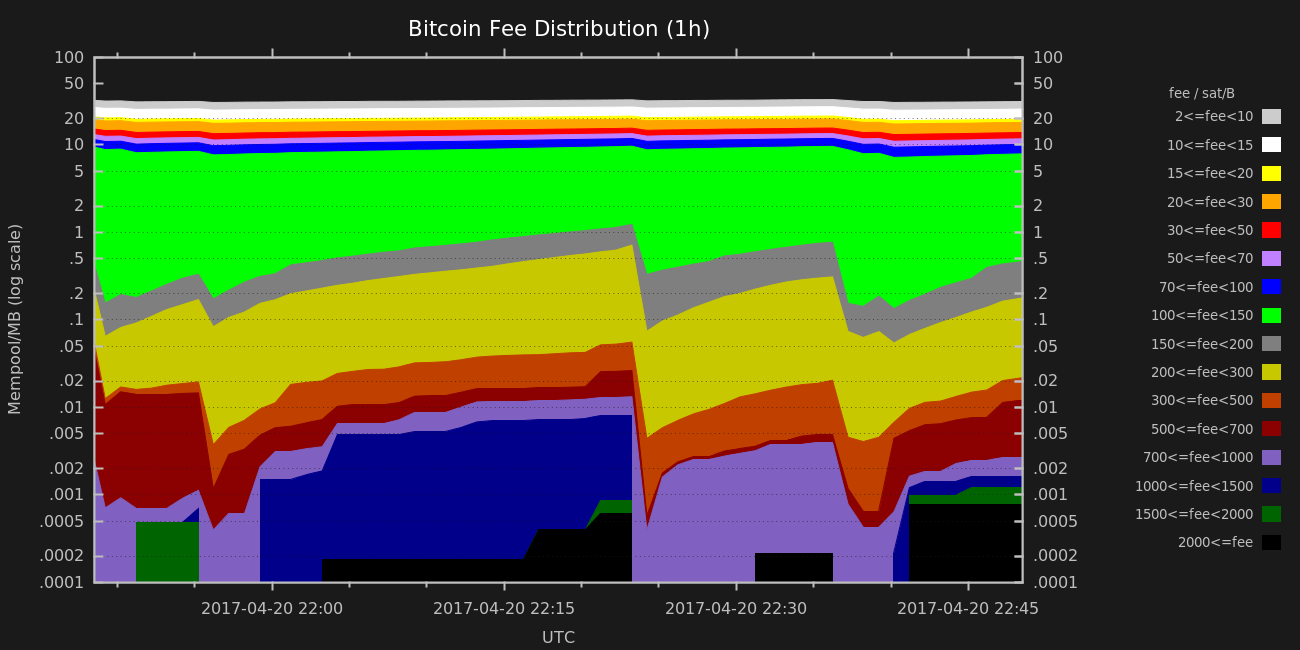 Bitcoin Fee Distribution (1h)
100 100
50 50
20 20
10 10
5 5
2 2
1 1
.5 .5
.2 .2
.1 .1
.05 .05
.02 .02
.01 .01
.005 .005
.002 .002
.001 .001
.0005 .0005
.0002 .0002
.0001 .0001
Mempool/MB (log scale)
2017-04-20 22:00 2017-04-20 22:15 2017-04-20 22:30 2017-04-20 22:45
UTC
fee / sat/B
2<=fee<10
10<=fee<15
15<=fee<20
20<=fee<30
30<=fee<50
50<=fee<70
70<=fee<100
100<=fee<150
150<=fee<200
200<=fee<300
300<=fee<500
500<=fee<700
700<=fee<1000
1000<=fee<1500
1500<=fee<2000
2000<=fee